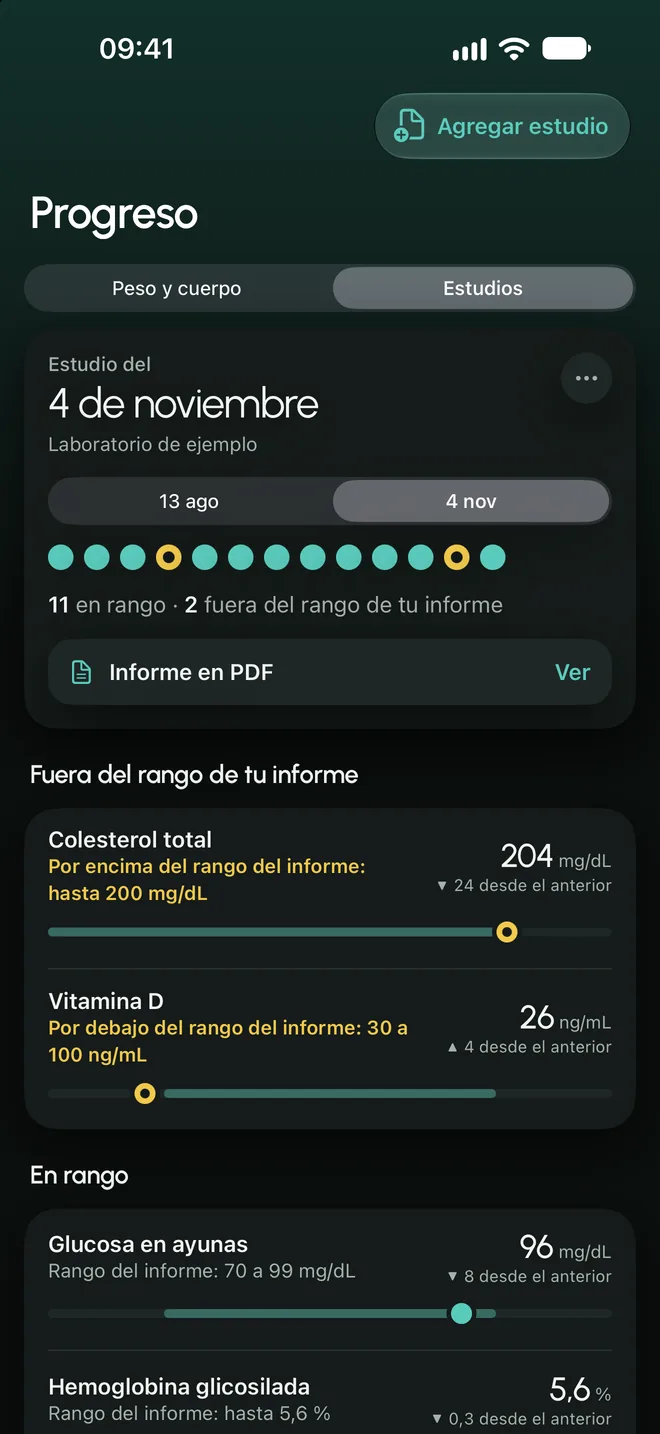 09:41
Agregar estudio
Progreso
Peso y cuerpo
Estudios
Estudio del
4 de noviembre
Laboratorio de ejemplo
13 ago
4 nov
11 en rango · 2 fuera del rango de tu informe
Informe en PDF
Ver
Fuera del rango de tu informe
Colesterol total
Por encima del rango del informe:
hasta 200 mg/dL
204 mg/dL
▼ 24 desde el anterior
Vitamina D
Por debajo del rango del informe: 30 a
100 ng/mL
26 ng/mL
▲ 4 desde el anterior
En rango
Glucosa en ayunas
Rango del informe: 70 a 99 mg/dL
96 mg/dL
▼ 8 desde el anterior
Hemoglobina glicosilada
Rango del informe: hasta 5,6 %
5,6 %
▼ 0,3 desde el anterior